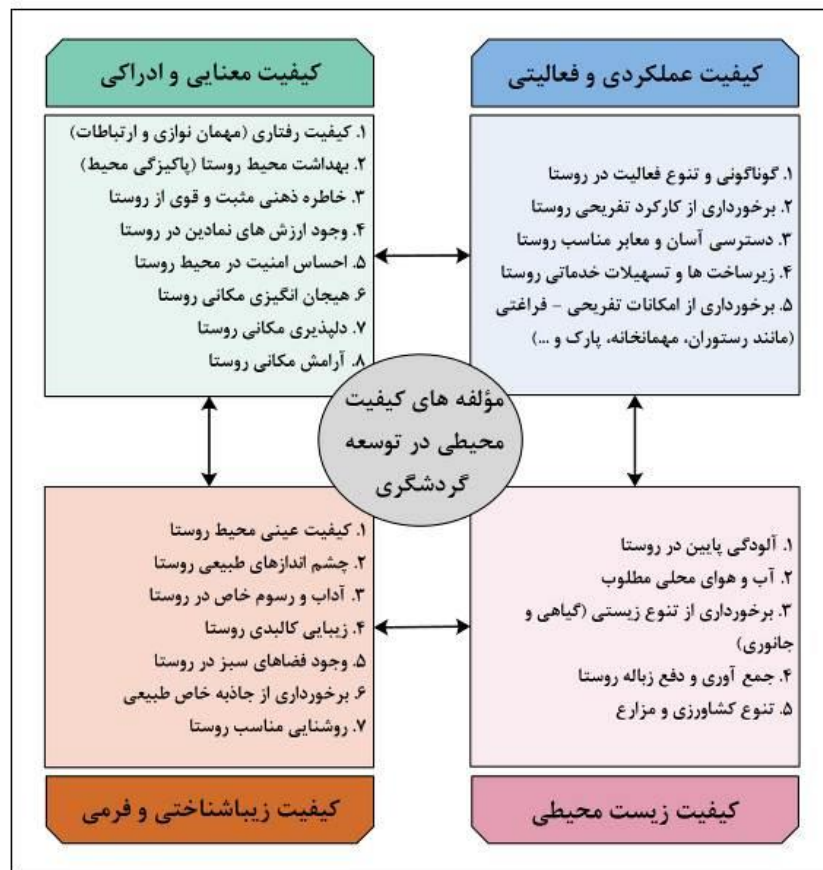 کیفیت عملکردی و فعالیتی
۱. گوناگونی و تنوع فعالیت در روستا
۲. برخورداری از کارکرد تفریحی روستا
۳. دسترسی آسان و معابر مناسب روستا
۴. زیرساخت ها و تسهیلات خدماتی روستا
۵. برخورداری از امکانات تفریحی – فراغتی
(مانند رستوران، مهمانخانه، پارک و ...)
کیفیت معنایی و ادراکی
۱. کیفیت رفتاری (مهمان نوازی و ارتباطات)
۲. بهداشت محیط روستا (پاکیزگی محیط)
۳. خاطره ذهنی مثبت و قوی از روستا
۴. وجود ارزش های نمادین در روستا
۵. احساس امنیت در محیط روستا
۶. هیجان انگیزی مکانی روستا
۷. دلپذیری مکانی روستا
۸. آرامش مکانی روستا
مؤلفه های کیفیت
محیطی در توسعه
گردشگری
۱. آلودگی پایین در روستا
۲. آب و هوای محلی مطلوب
۳. برخورداری از تنوع زیستی (گیاهی و
جانوری)
۴. جمع آوری و دفع زباله روستا
۵. تنوع کشاورزی و مزارع
کیفیت زیست محیطی
۱. کیفیت عینی محیط روستا
۲. چشم اندازهای طبیعی روستا
۳. آداب و رسوم خاص در روستا
۴. زیبایی کالبدی روستا
۵. وجود فضاهای سبز در روستا
۶. برخورداری از جاذبه خاص طبیعی
۷. روشنایی مناسب روستا
کیفیت زیباشناختی و فرمی